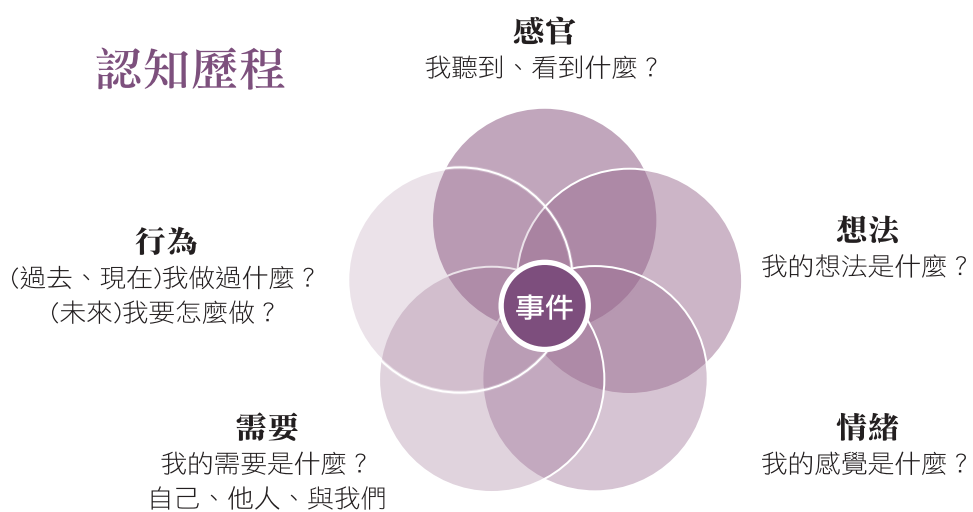 認知歷程
感官
我聽到、看到什麼？
想法
我的想法是什麼？
情緒
我的感覺是什麼？
需要
我的需要是什麼？
自己、他人、與我們
行為
(過去、現在)我做過什麼？
(未來)我要怎麼做？
事件